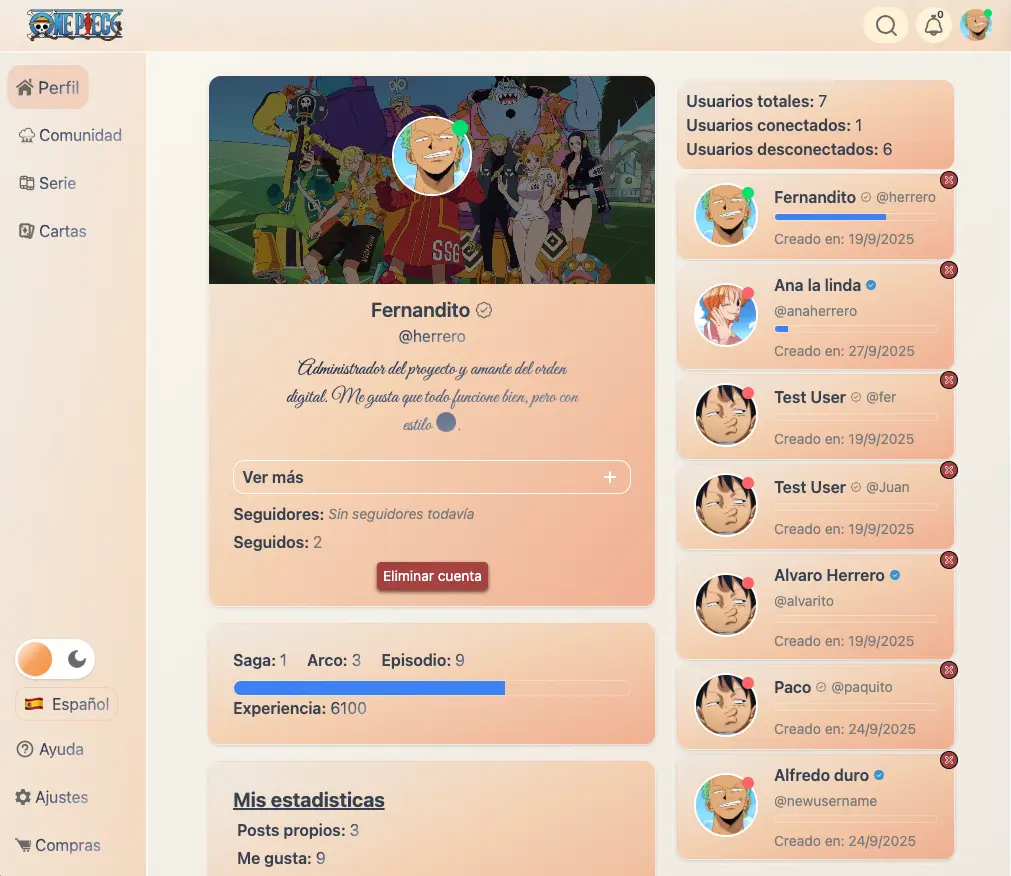 ONE PIECE
0
Perfil
Comunidad
Serie
Cartas
Español
Ayuda
Ajustes
Compras
SSG
Fernandito
@herrero
Administrador del proyecto y amante del orden
digital. Me gusta que todo funcione bien, pero con
estilo .
Ver más
Seguidores: Sin seguidores todavía
Seguidos: 2
Eliminar cuenta
Saga: 1 Arco: 3 Episodio: 9
Experiencia: 6100
Mis estadisticas
Posts propios: 3
Me gusta: 9
Usuarios totales: 7
Usuarios conectados: 1
Usuarios desconectados: 6
Fernandito @herrero
Creado en: 19/9/2025
Ana la linda
@anaherrero
Creado en: 27/9/2025
Test User @fer
Creado en: 19/9/2025
Test User @Juan
Creado en: 19/9/2025
Alvaro Herrero
@alvarito
Creado en: 19/9/2025
Paco @paquito
Creado en: 24/9/2025
Alfredo duro
@newusername
Creado en: 24/9/2025